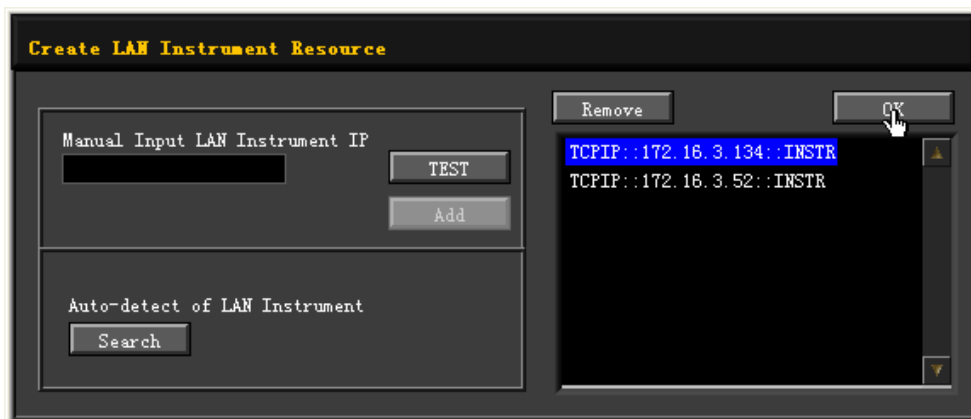 Create LAN Instrument Resource
Manual Input LAN Instrument IP
TEST
Add
Auto-detect of LAN Instrument
Search
Remove
OK
TCPIP::172.16.3.134::INSTR
TCPIP::172.16.3.52::INSTR